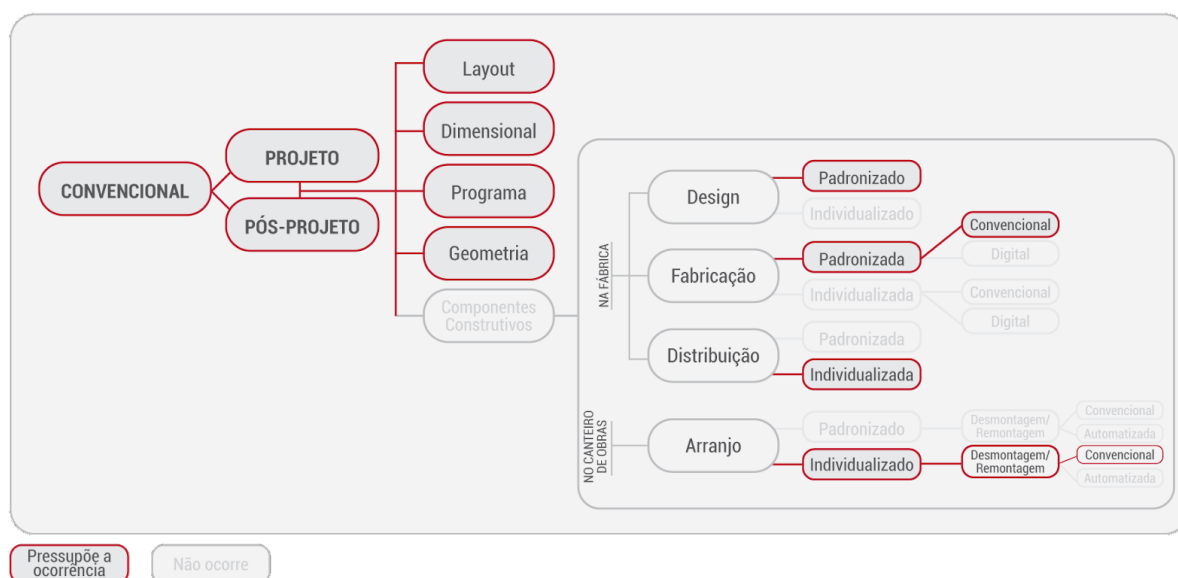 CONVENCIONAL
PROJETO
PÓS-PROJETO
Layout
Dimensional
Programa
Geometria
Componentes
Construtivos
NA FÁBRICA
Design
Padronizado
Individualizado
Fabricação
Padronizada
Convencional
Digital
Individualizada
Convencional
Digital
Distribuição
Padronizada
Individualizada
NO CANTEIRO
DE OBRAS
Arranjo
Padronizado
Desmontagem/
Remontagem
Convencional
Automatizada
Individualizado
Desmontagem/
Remontagem
Convencional
Automatizada
Pressupõe a
ocorrência
Não ocorre